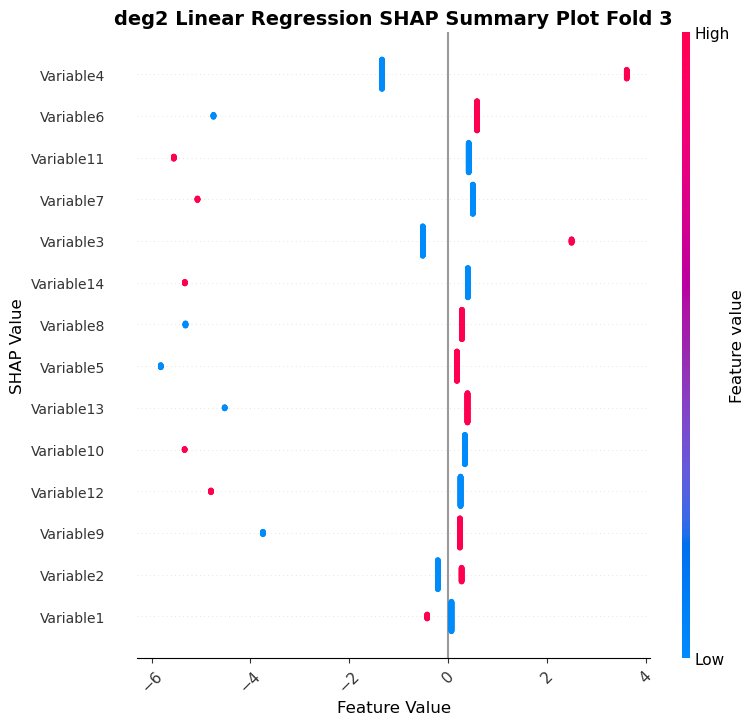 deg2 Linear Regression SHAP Summary Plot Fold 3
High
Variable4
Variable6
Variable11
Variable7
Variable3
Variable14
Variable8
Variable5
Variable13
Variable10
Variable12
Variable9
Variable2
Variable1
SHAP Value
Feature value
Low
−6
−4
−2
0
2
4
Feature Value